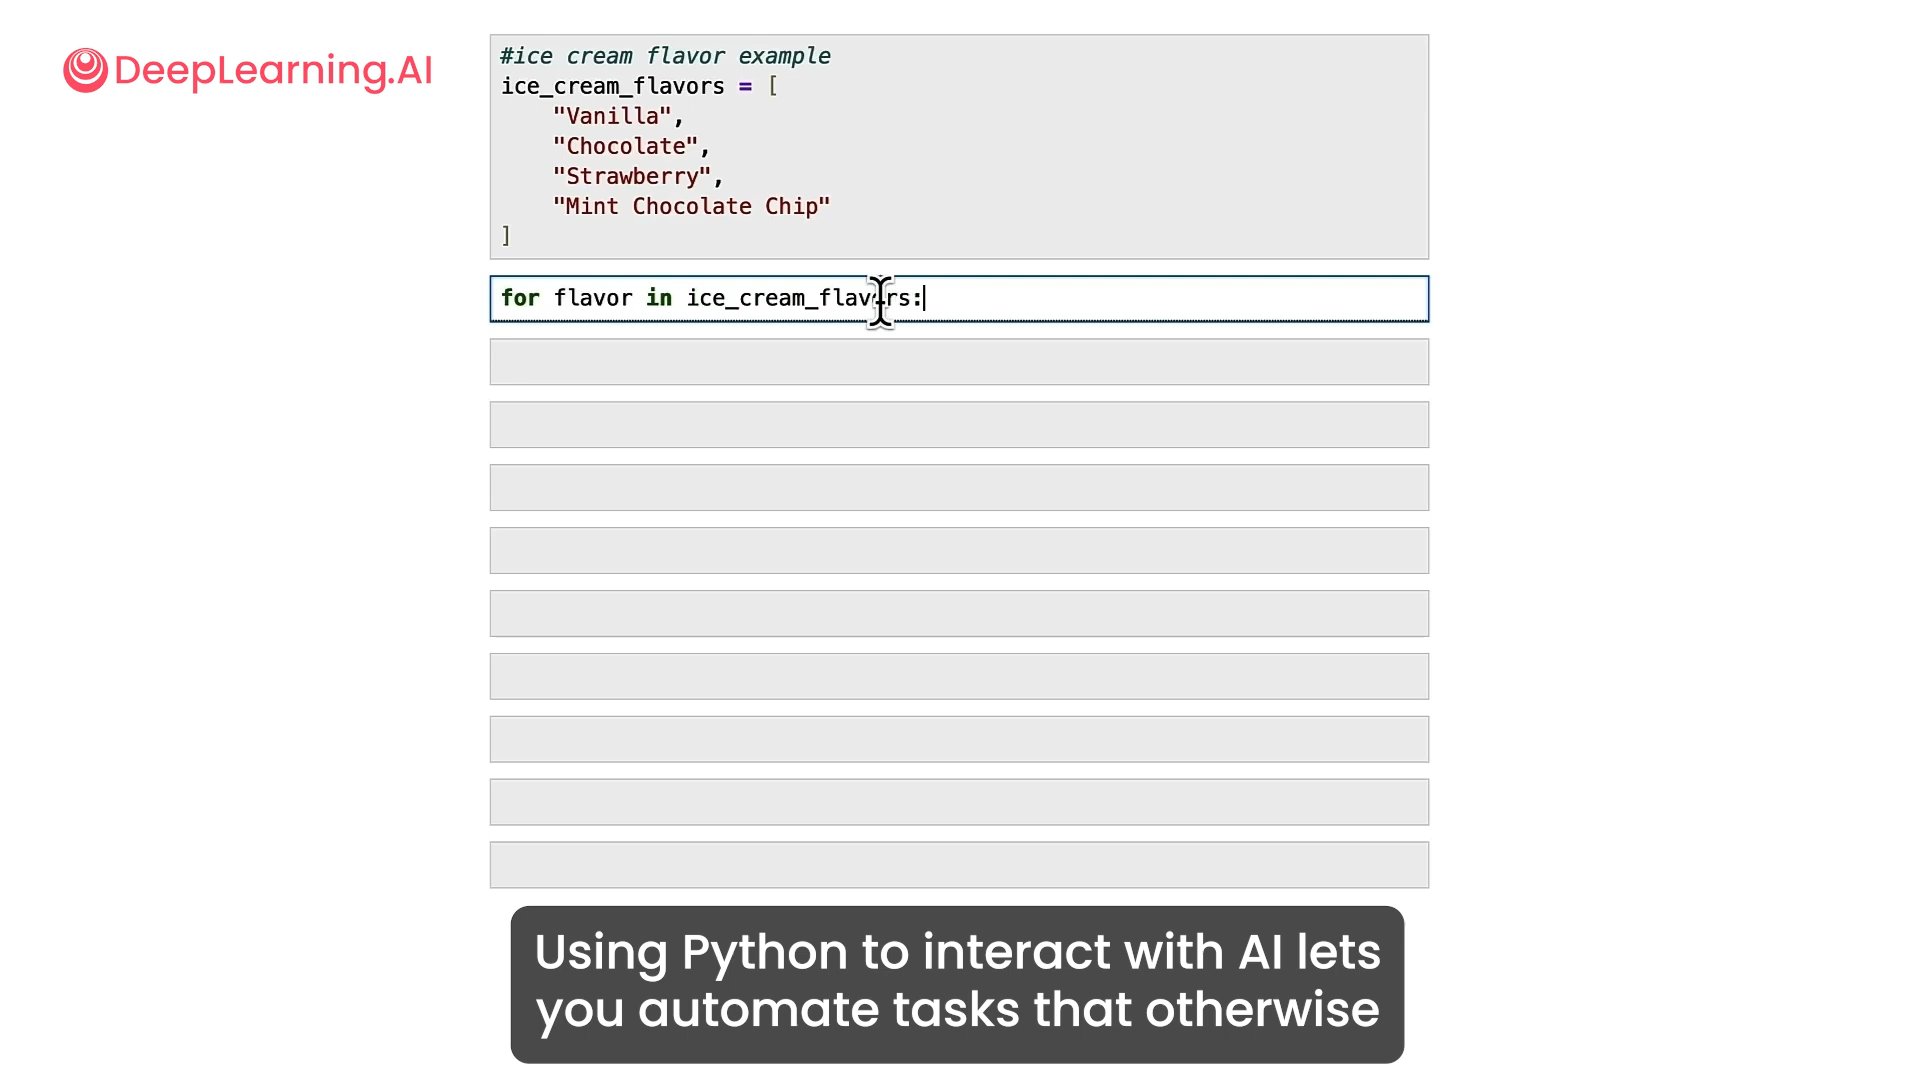 DeepLearning.AI
#ice cream flavor example
ice_cream_flavors = [
    "Vanilla",
    "Chocolate",
    "Strawberry",
    "Mint Chocolate Chip"
]
for flavor in ice_cream_flavors:
Using Python to interact with AI lets
you automate tasks that otherwise